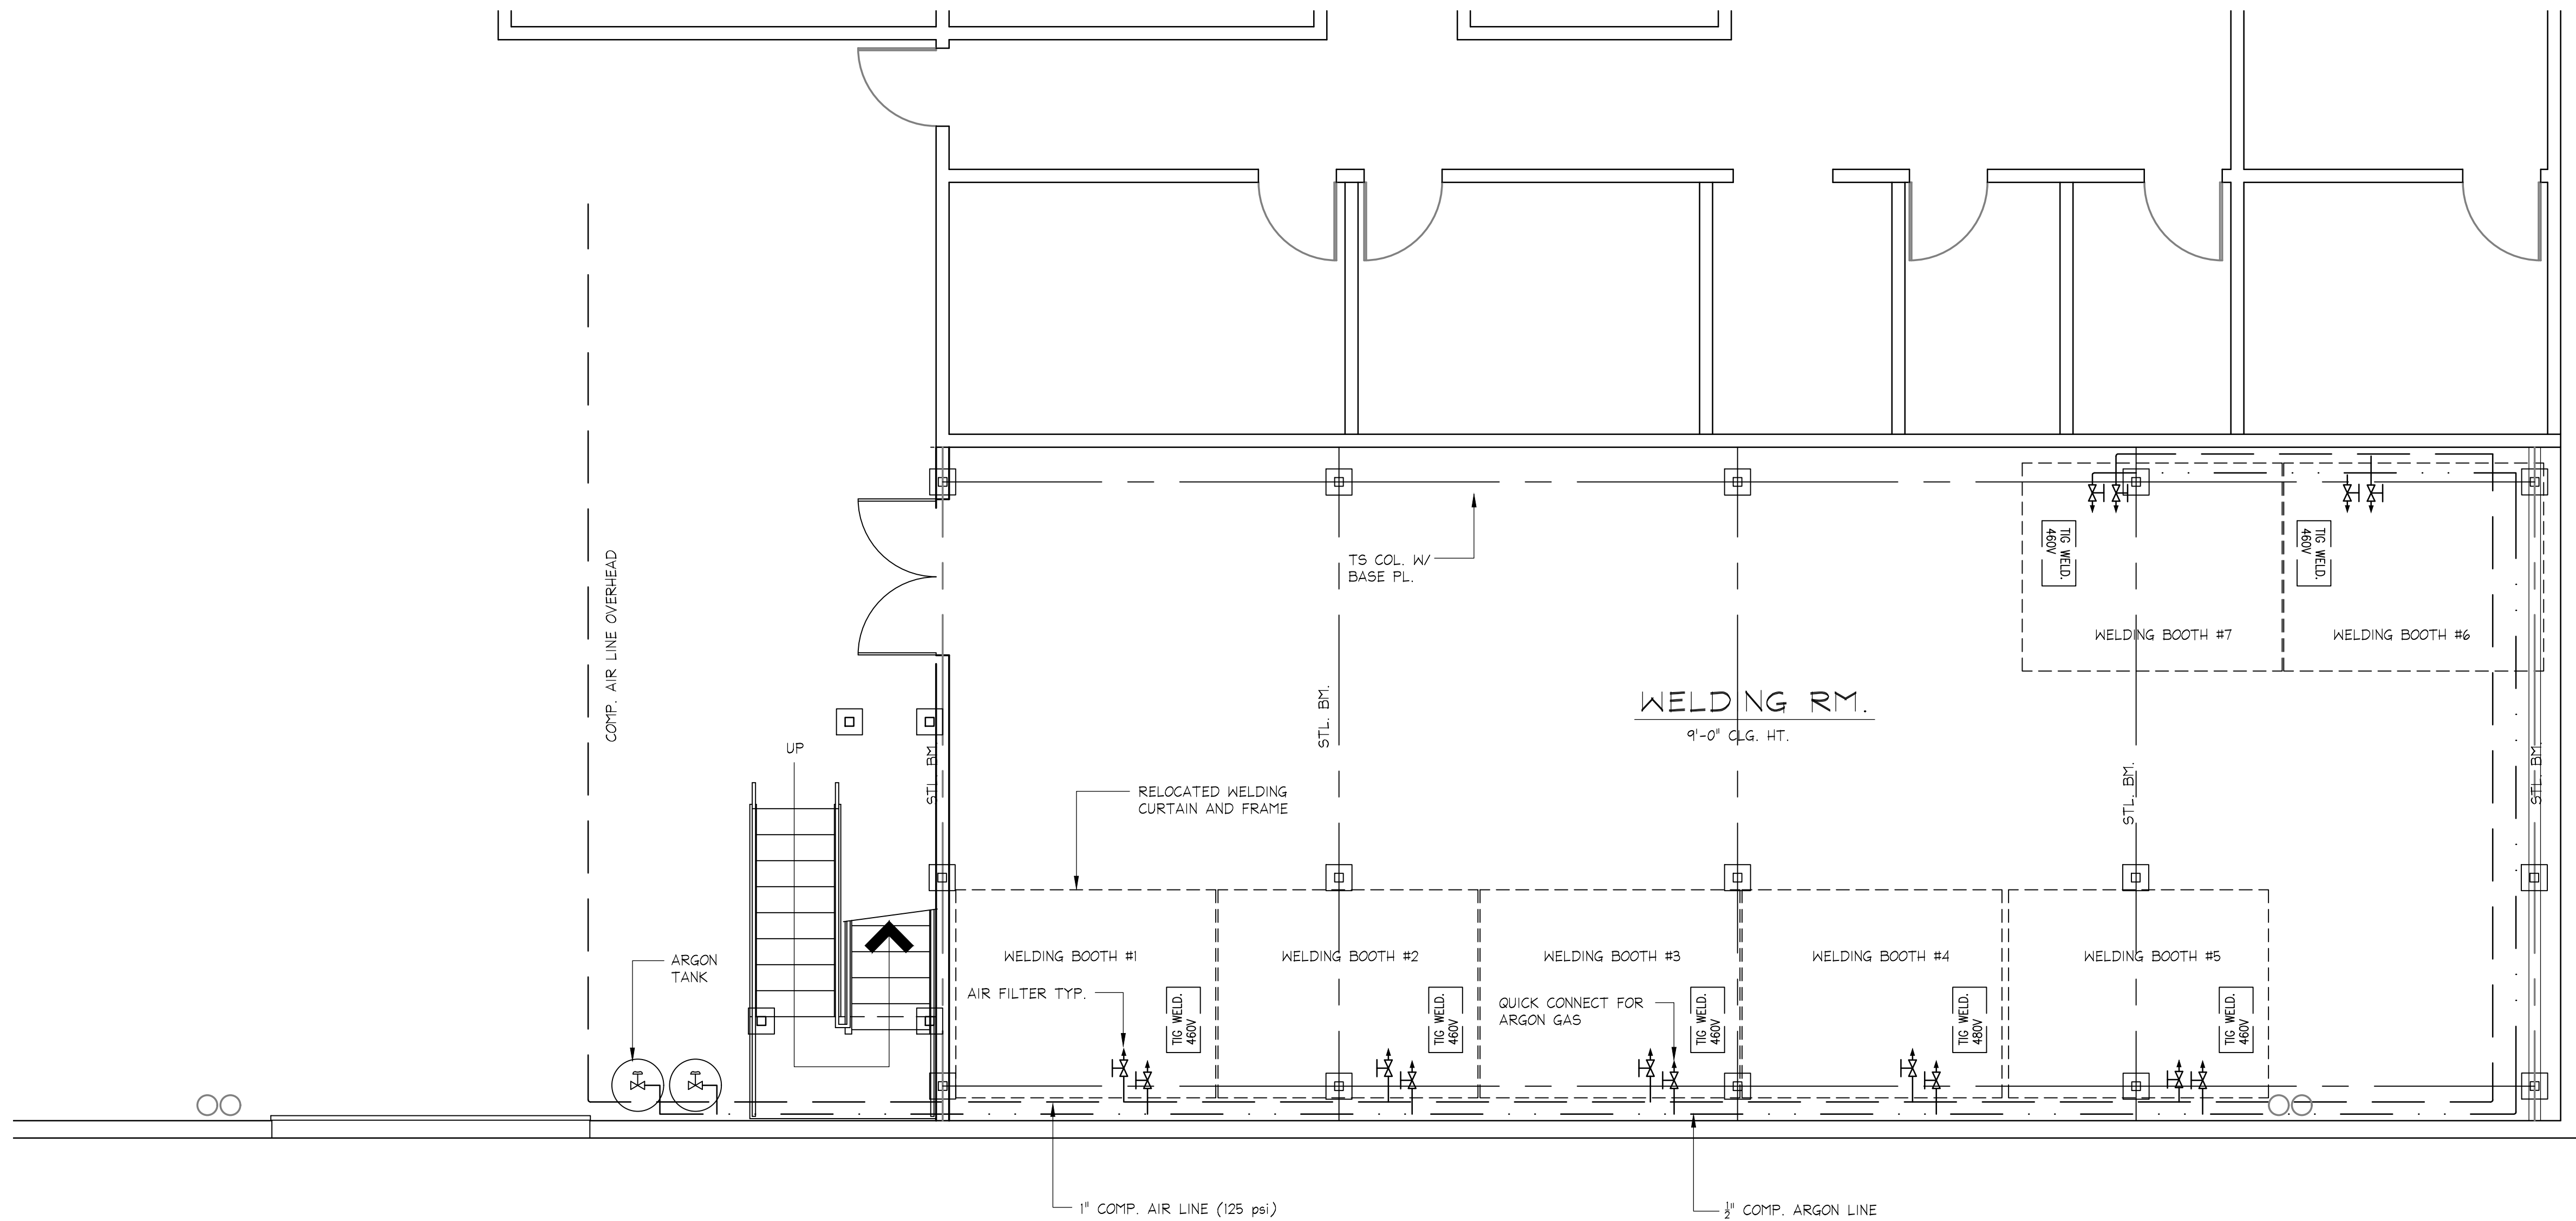 COMP. AIR LINE OVERHEAD
TS COL. W/
BASE PL.
TIG WELD.
460V
TIG WELD.
460V
WELDING BOOTH #7
WELDING BOOTH #6
WELDING RM.
9'-0" CLG. HT.
UP
STL. BM.
STL. BM.
STL. BM.
STL. BM.
RELOCATED WELDING
CURTAIN AND FRAME
ARGON
TANK
WELDING BOOTH #1
WELDING BOOTH #2
WELDING BOOTH #3
WELDING BOOTH #4
WELDING BOOTH #5
AIR FILTER TYP.
QUICK CONNECT FOR
ARGON GAS
TIG WELD.
460V
TIG WELD.
460V
TIG WELD.
460V
TIG WELD.
480V
TIG WELD.
460V
1" COMP. AIR LINE (125 psi)
½" COMP. ARGON LINE